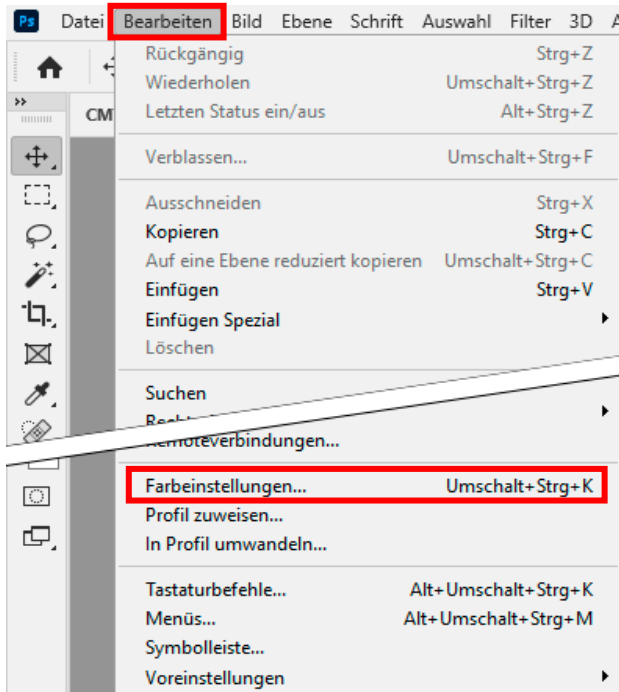 Ps Datei Bearbeiten Bild Ebene Schrift Auswahl Filter 3D
CM
Rückgängig Strg+Z
Wiederholen Umschalt+Strg+Z
Letzten Status ein/aus Alt+Strg+Z
Verblassen... Umschalt+Strg+F
Ausschneiden Strg+X
Kopieren Strg+C
Auf eine Ebene reduziert kopieren Umschalt+Strg+C
Einfügen Strg+V
Einfügen Spezial
Löschen
Suchen
Remoteverbindungen...
Farbeinstellungen... Umschalt+Strg+K
Profil zuweisen...
In Profil umwandeln...
Tastaturbefehle... Alt+Umschalt+Strg+K
Menüs... Alt+Umschalt+Strg+M
Symbolleiste...
Voreinstellungen